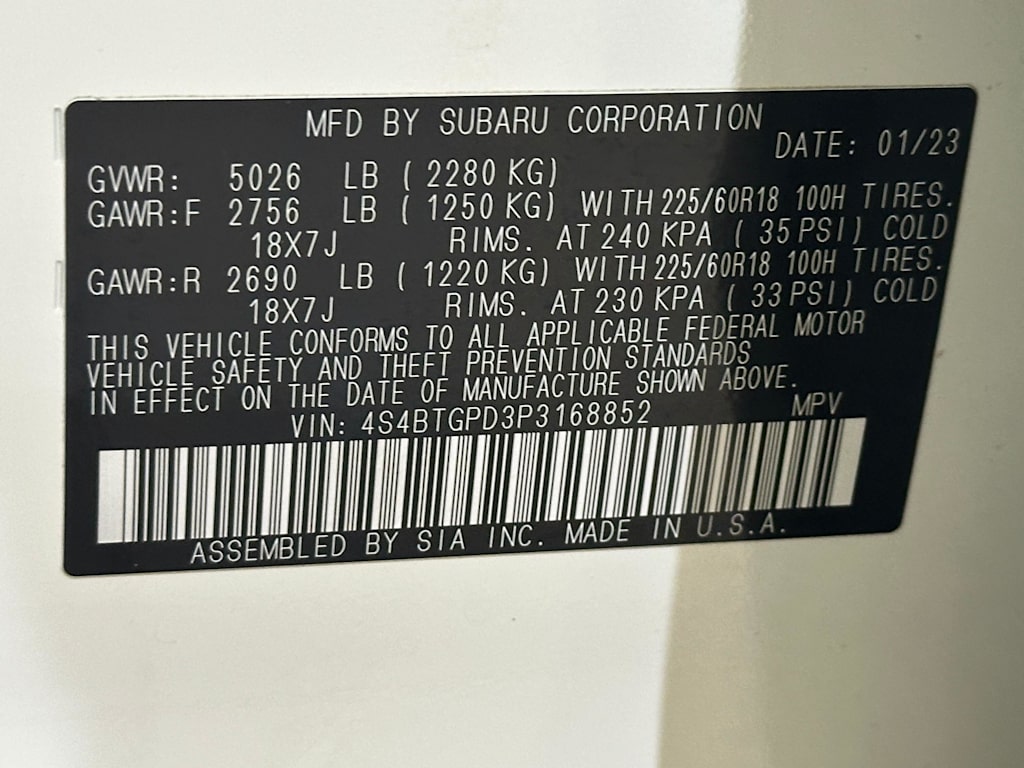 MFD BY SUBARU CORPORATION
DATE: 01/23
GVWR: 5026 LB ( 2280 KG)
GAWR:F 2756 LB ( 1250 KG) WITH 225/60R18 100H TIRES.
18X7J RIMS. AT 240 KPA ( 35 PSI) COLD
GAWR:R 2690 LB ( 1220 KG) WITH 225/60R18 100H TIRES.
18X7J RIMS. AT 230 KPA ( 33 PSI) COLD
THIS VEHICLE CONFORMS TO ALL APPLICABLE FEDERAL MOTOR
VEHICLE SAFETY AND THEFT PREVENTION STANDARDS
IN EFFECT ON THE DATE OF MANUFACTURE SHOWN ABOVE.
VIN: 4S4BTGPD3P3168852 MPV
ASSEMBLED BY SIA INC. MADE IN U.S.A.